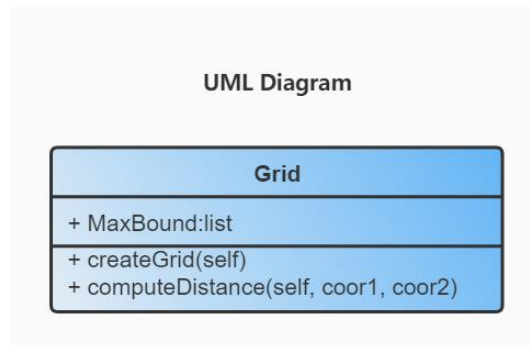 UML Diagram
Grid
+ MaxBound:list
+ createGrid(self)
+ computeDistance(self, coor1, coor2)